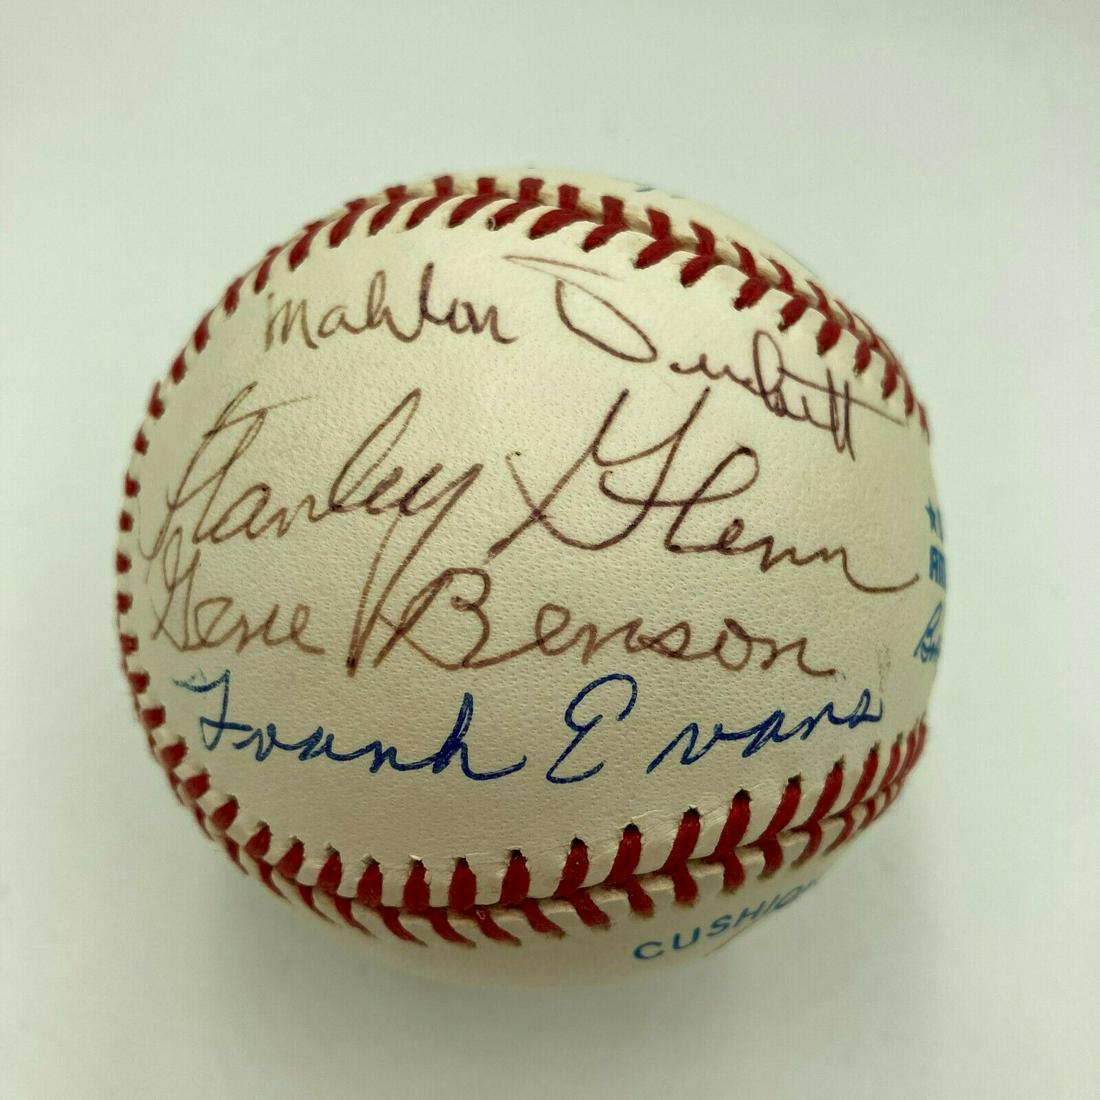 Mahlon Duckett
Stanley Glenn
Gene Benson
Frank Evans
CUSHION